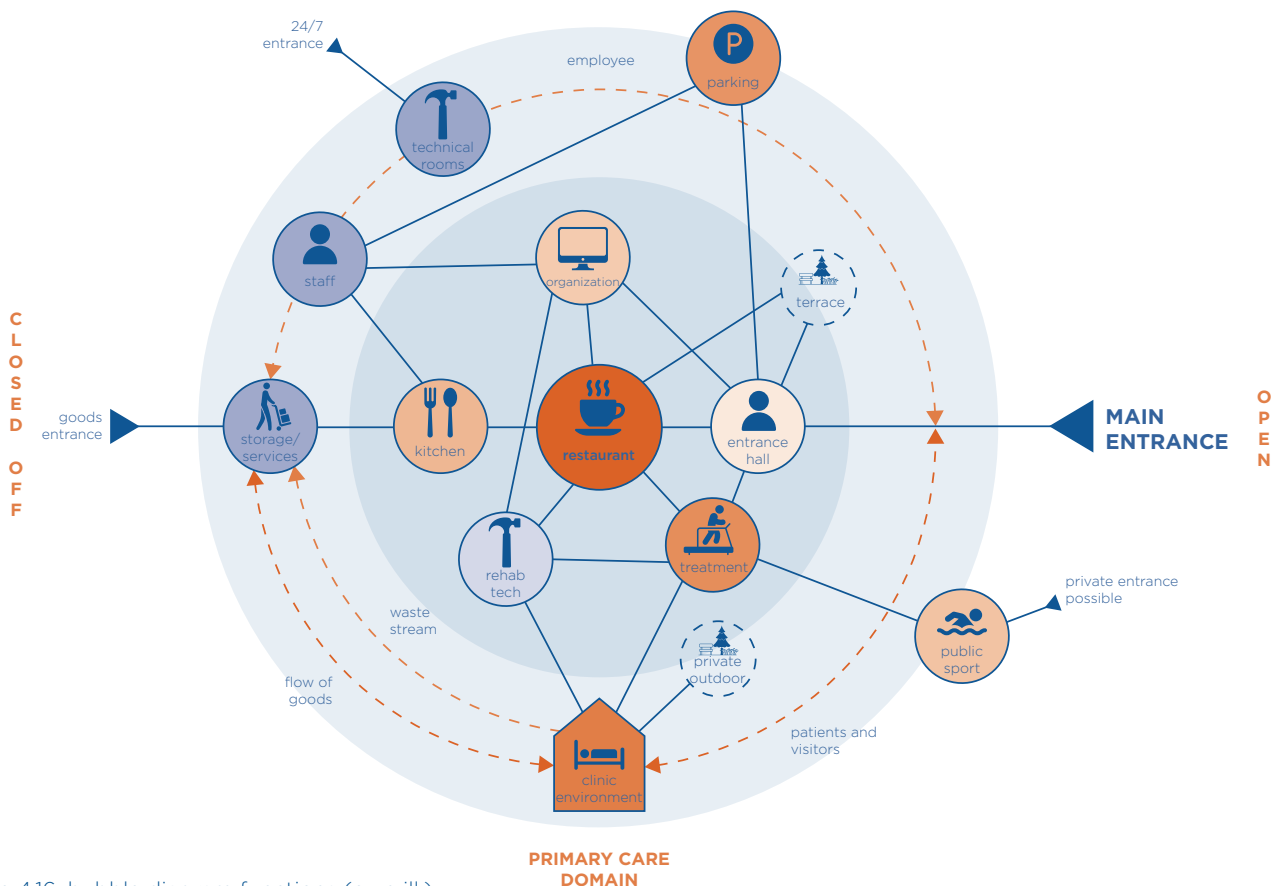 24/7
entrance
employee
P
parking
technical
rooms
staff
organization
terrace
C
L
O
S
E
D
O
F
F
goods
entrance
storage/
services
kitchen
restaurant
entrance
hall
MAIN
ENTRANCE
O
P
E
N
rehab
tech
treatment
private entrance
possible
waste
stream
public
sport
private
outdoor
flow of
goods
patients and
visitors
clinic
environment
PRIMARY CARE
DOMAIN